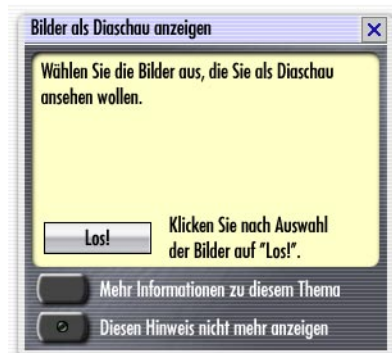 Bilder als Diaschau anzeigen
Wählen Sie die Bilder aus, die Sie als Diaschau
ansehen wollen.
Los!
Klicken Sie nach Auswahl
der Bilder auf "Los!".
Mehr Informationen zu diesem Thema
Diesen Hinweis nicht mehr anzeigen